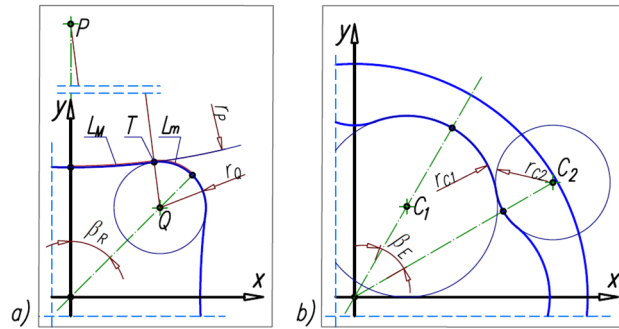 P
y
L_M T L_m
r_P
r_Q
Q
β_R
x
a)
y
r_C1
r_C2
C_2
C_1
β_E
x
b)